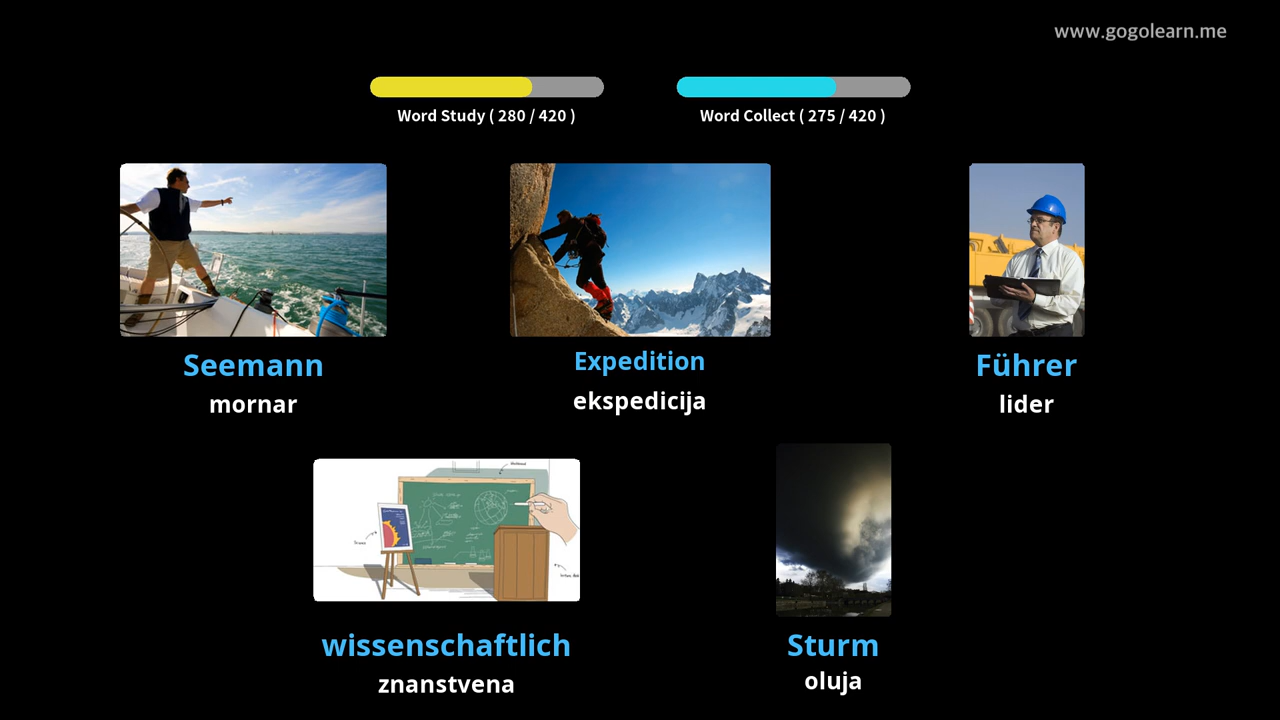 www.gogolearn.me
Word Study ( 280 / 420 )
Word Collect ( 275 / 420 )
Seemann
mornar
Expedition
ekspedicija
Führer
lider
wissenschaftlich
znanstvena
Sturm
oluja